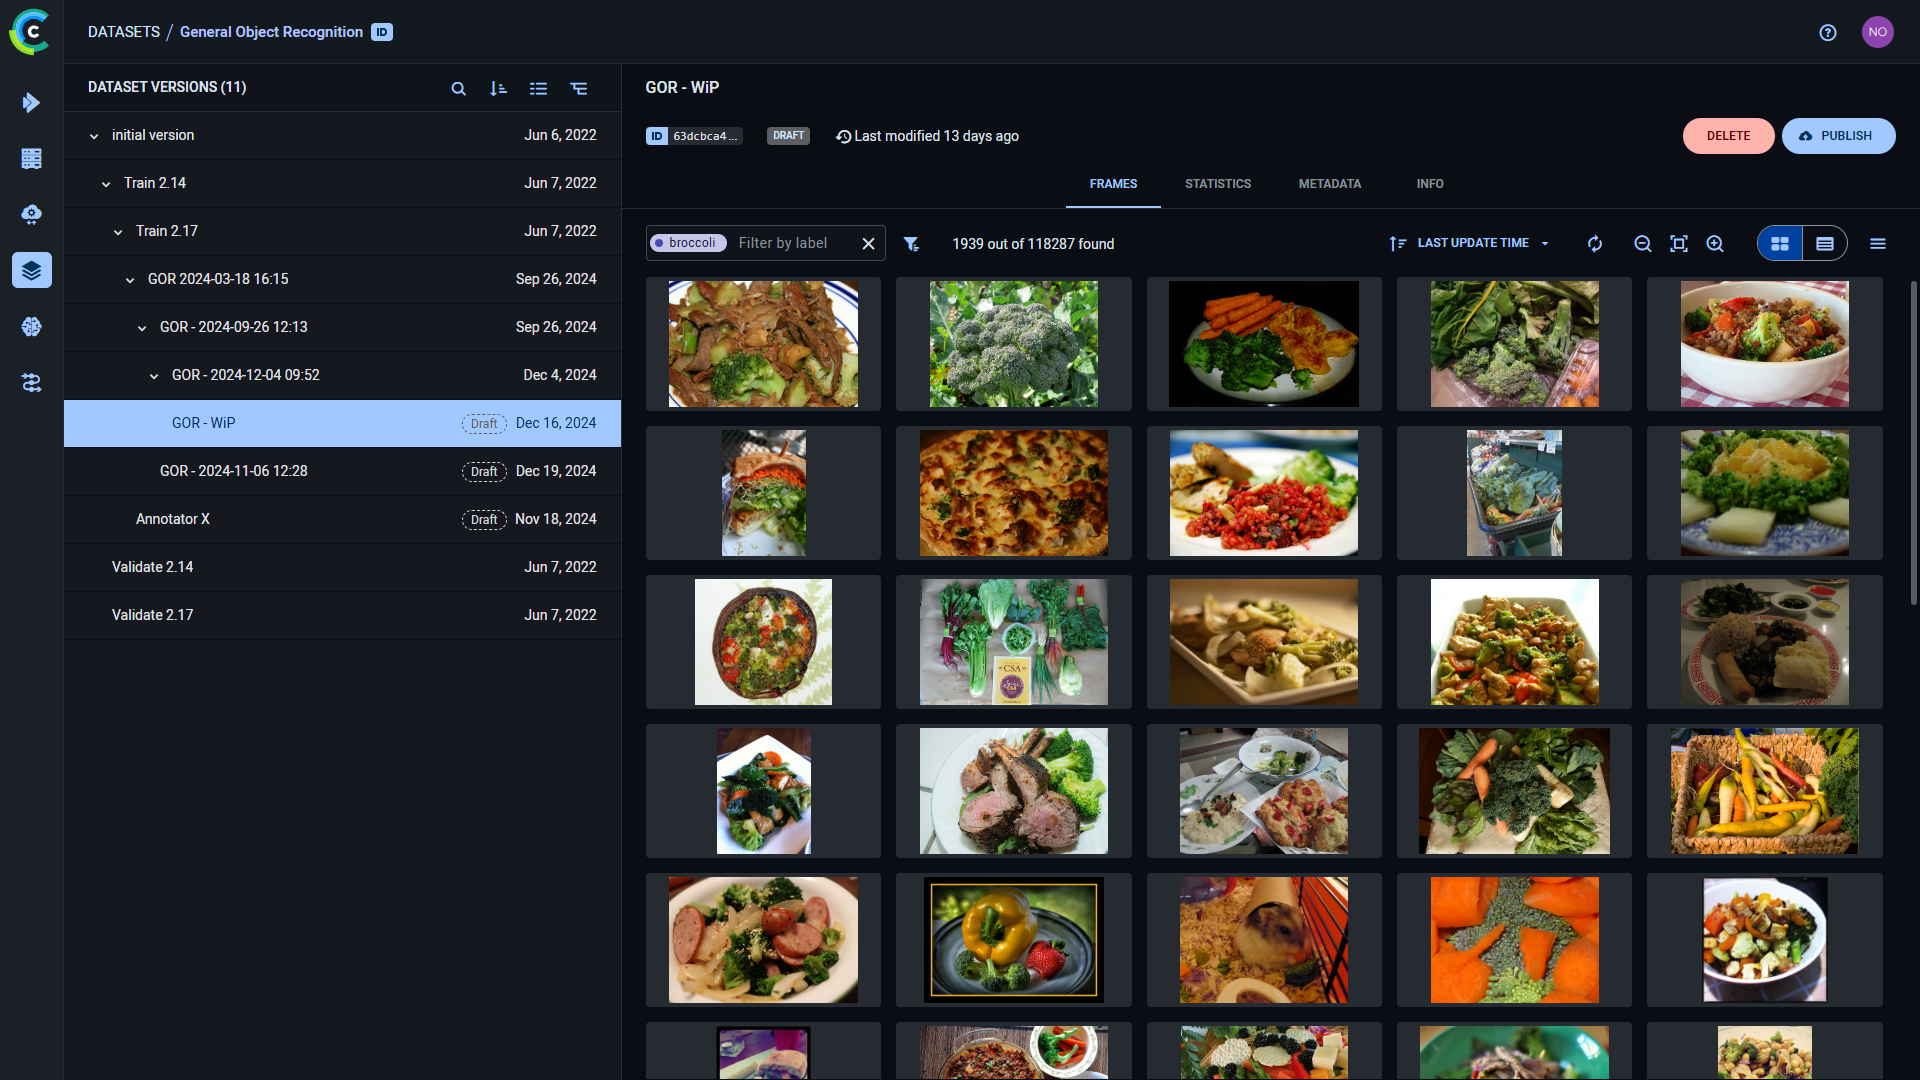 DATASETS / General Object Recognition ID
NO
DATASET VERSIONS (11)
initial version Jun 6, 2022
Train 2.14 Jun 7, 2022
Train 2.17 Jun 7, 2022
GOR 2024-03-18 16:15 Sep 26, 2024
GOR - 2024-09-26 12:13 Sep 26, 2024
GOR - 2024-12-04 09:52 Dec 4, 2024
GOR - WiP Draft Dec 16, 2024
GOR - 2024-11-06 12:28 Draft Dec 19, 2024
Annotator X Draft Nov 18, 2024
Validate 2.14 Jun 7, 2022
Validate 2.17 Jun 7, 2022
GOR - WiP
ID 63dcbca4... DRAFT Last modified 13 days ago
DELETE PUBLISH
FRAMES STATISTICS METADATA INFO
broccoli Filter by label 1939 out of 118287 found LAST UPDATE TIME
CSA